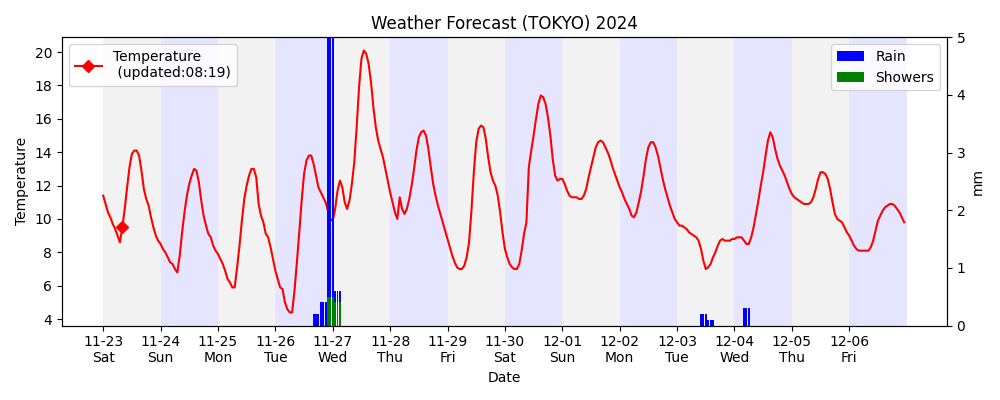 Weather Forecast (TOKYO) 2024
Temperature
(updated:08:19)
Rain
Showers
Temperature
20
18
16
14
12
10
8
6
4
5
4
3
2
1
0
mm
11-23 11-24 11-25 11-26 11-27 11-28 11-29 11-30 12-01 12-02 12-03 12-04 12-05 12-06
Sat Sun Mon Tue Wed Thu Fri Sat Sun Mon Tue Wed Thu Fri
Date